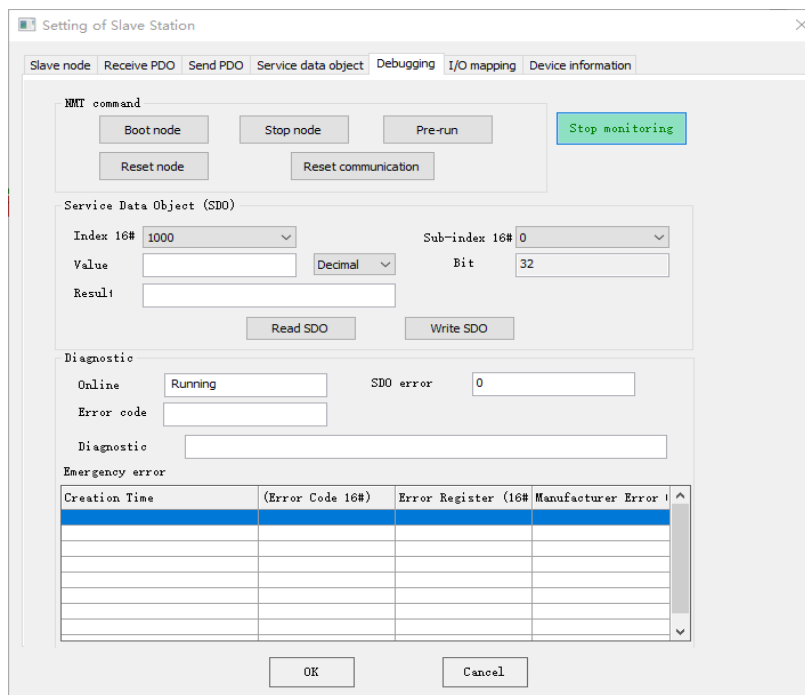 Setting of Slave Station
Slave node Receive PDO Send PDO Service data object Debugging I/O mapping Device information
NMT command
Boot node Stop node Pre-run Stop monitoring
Reset node Reset communication
Service Data Object (SDO)
Index 16# 1000 Sub-index 16# 0
Value Decimal Bit 32
Result
Read SDO Write SDO
Diagnostic
Online Running SDO error 0
Error code
Diagnostic
Emergency error
Creation Time (Error Code 16#) Error Register (16# Manufacturer Error
OK Cancel